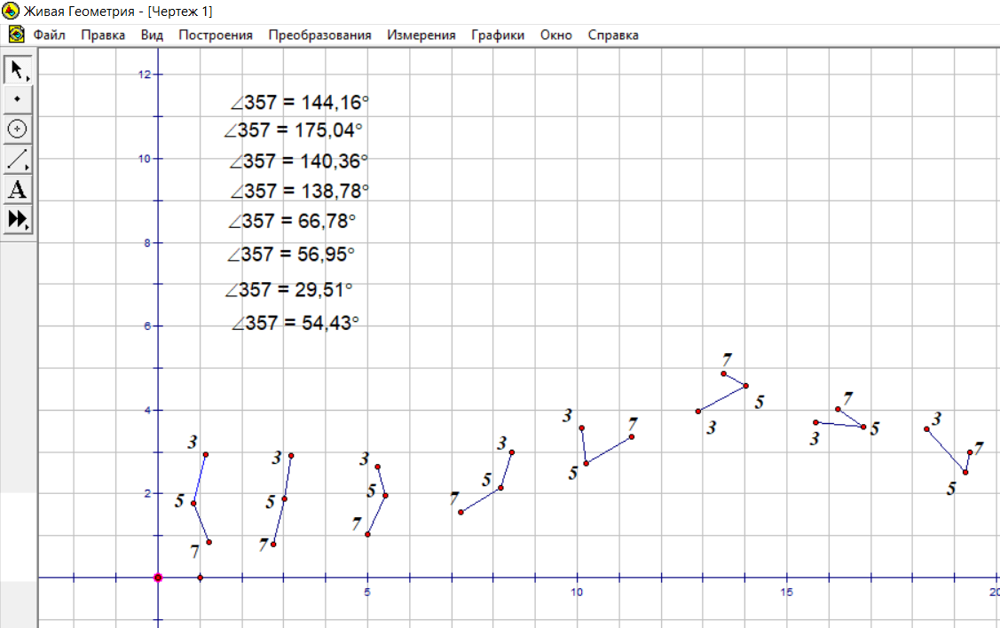 Живая Геометрия - [Чертеж 1]
Файл Правка Вид Построения Преобразования Измерения Графики Окно Справка
A
12
∠357 = 144,16°
∠357 = 175,04°
10
∠357 = 140,36°
∠357 = 138,78°
∠357 = 66,78°
8
∠357 = 56,95°
∠357 = 29,51°
6
∠357 = 54,43°
4
2
3
5
7
3
5
7
3
5
7
3
5
7
3
5
7
7
5
3
7
5
3
3
7
5
5 10 15 20